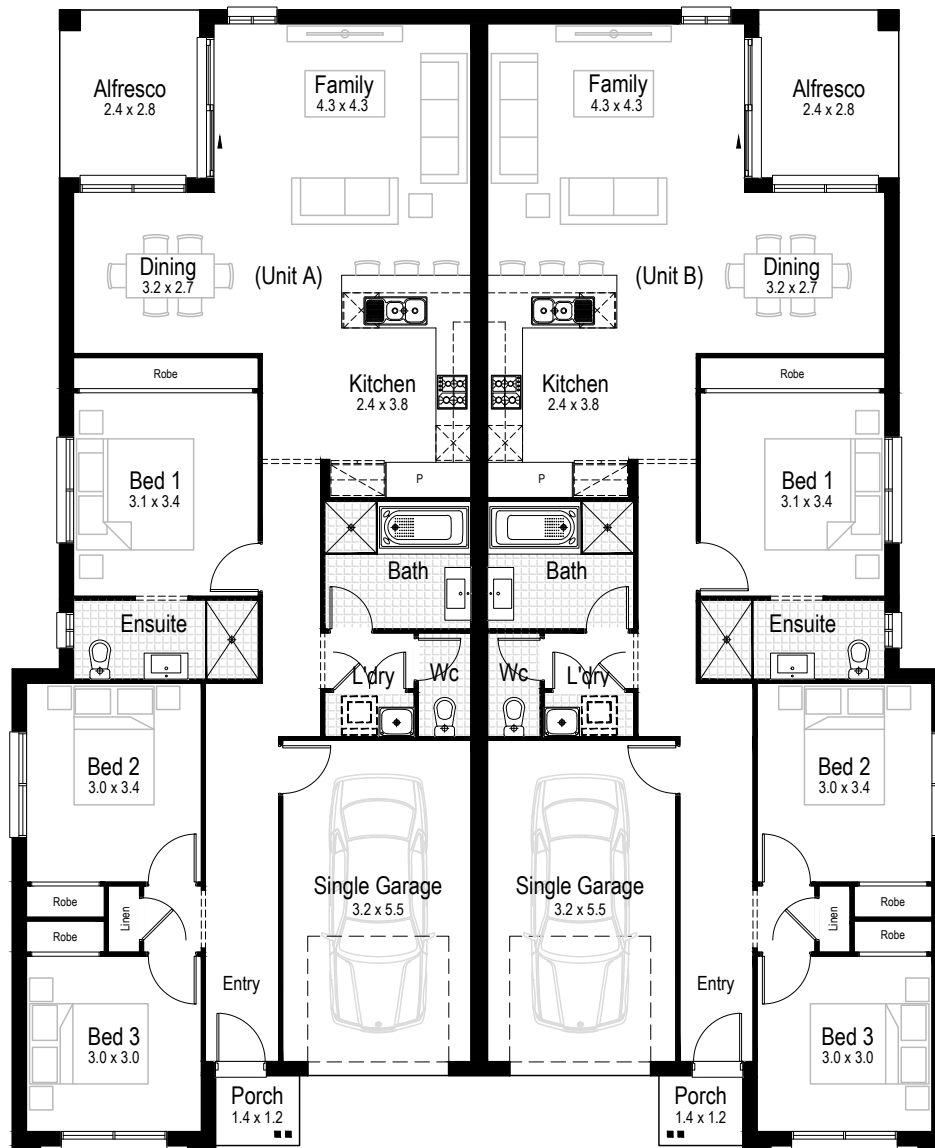 Alfresco
2.4 x 2.8
Family
4.3 x 4.3
Family
4.3 x 4.3
Alfresco
2.4 x 2.8
Dining
3.2 x 2.7
(Unit A)
(Unit B)
Dining
3.2 x 2.7
Robe
Kitchen
2.4 x 3.8
Kitchen
2.4 x 3.8
Robe
Bed 1
3.1 x 3.4
P
P
Bed 1
3.1 x 3.4
Bath
Bath
Ensuite
Ensuite
L'dry
Wc
Wc
L'dry
Bed 2
3.0 x 3.4
Bed 2
3.0 x 3.4
Single Garage
3.2 x 5.5
Single Garage
3.2 x 5.5
Robe
Linen
Robe
Linen
Robe
Robe
Entry
Entry
Bed 3
3.0 x 3.0
Bed 3
3.0 x 3.0
Porch
1.4 x 1.2
Porch
1.4 x 1.2